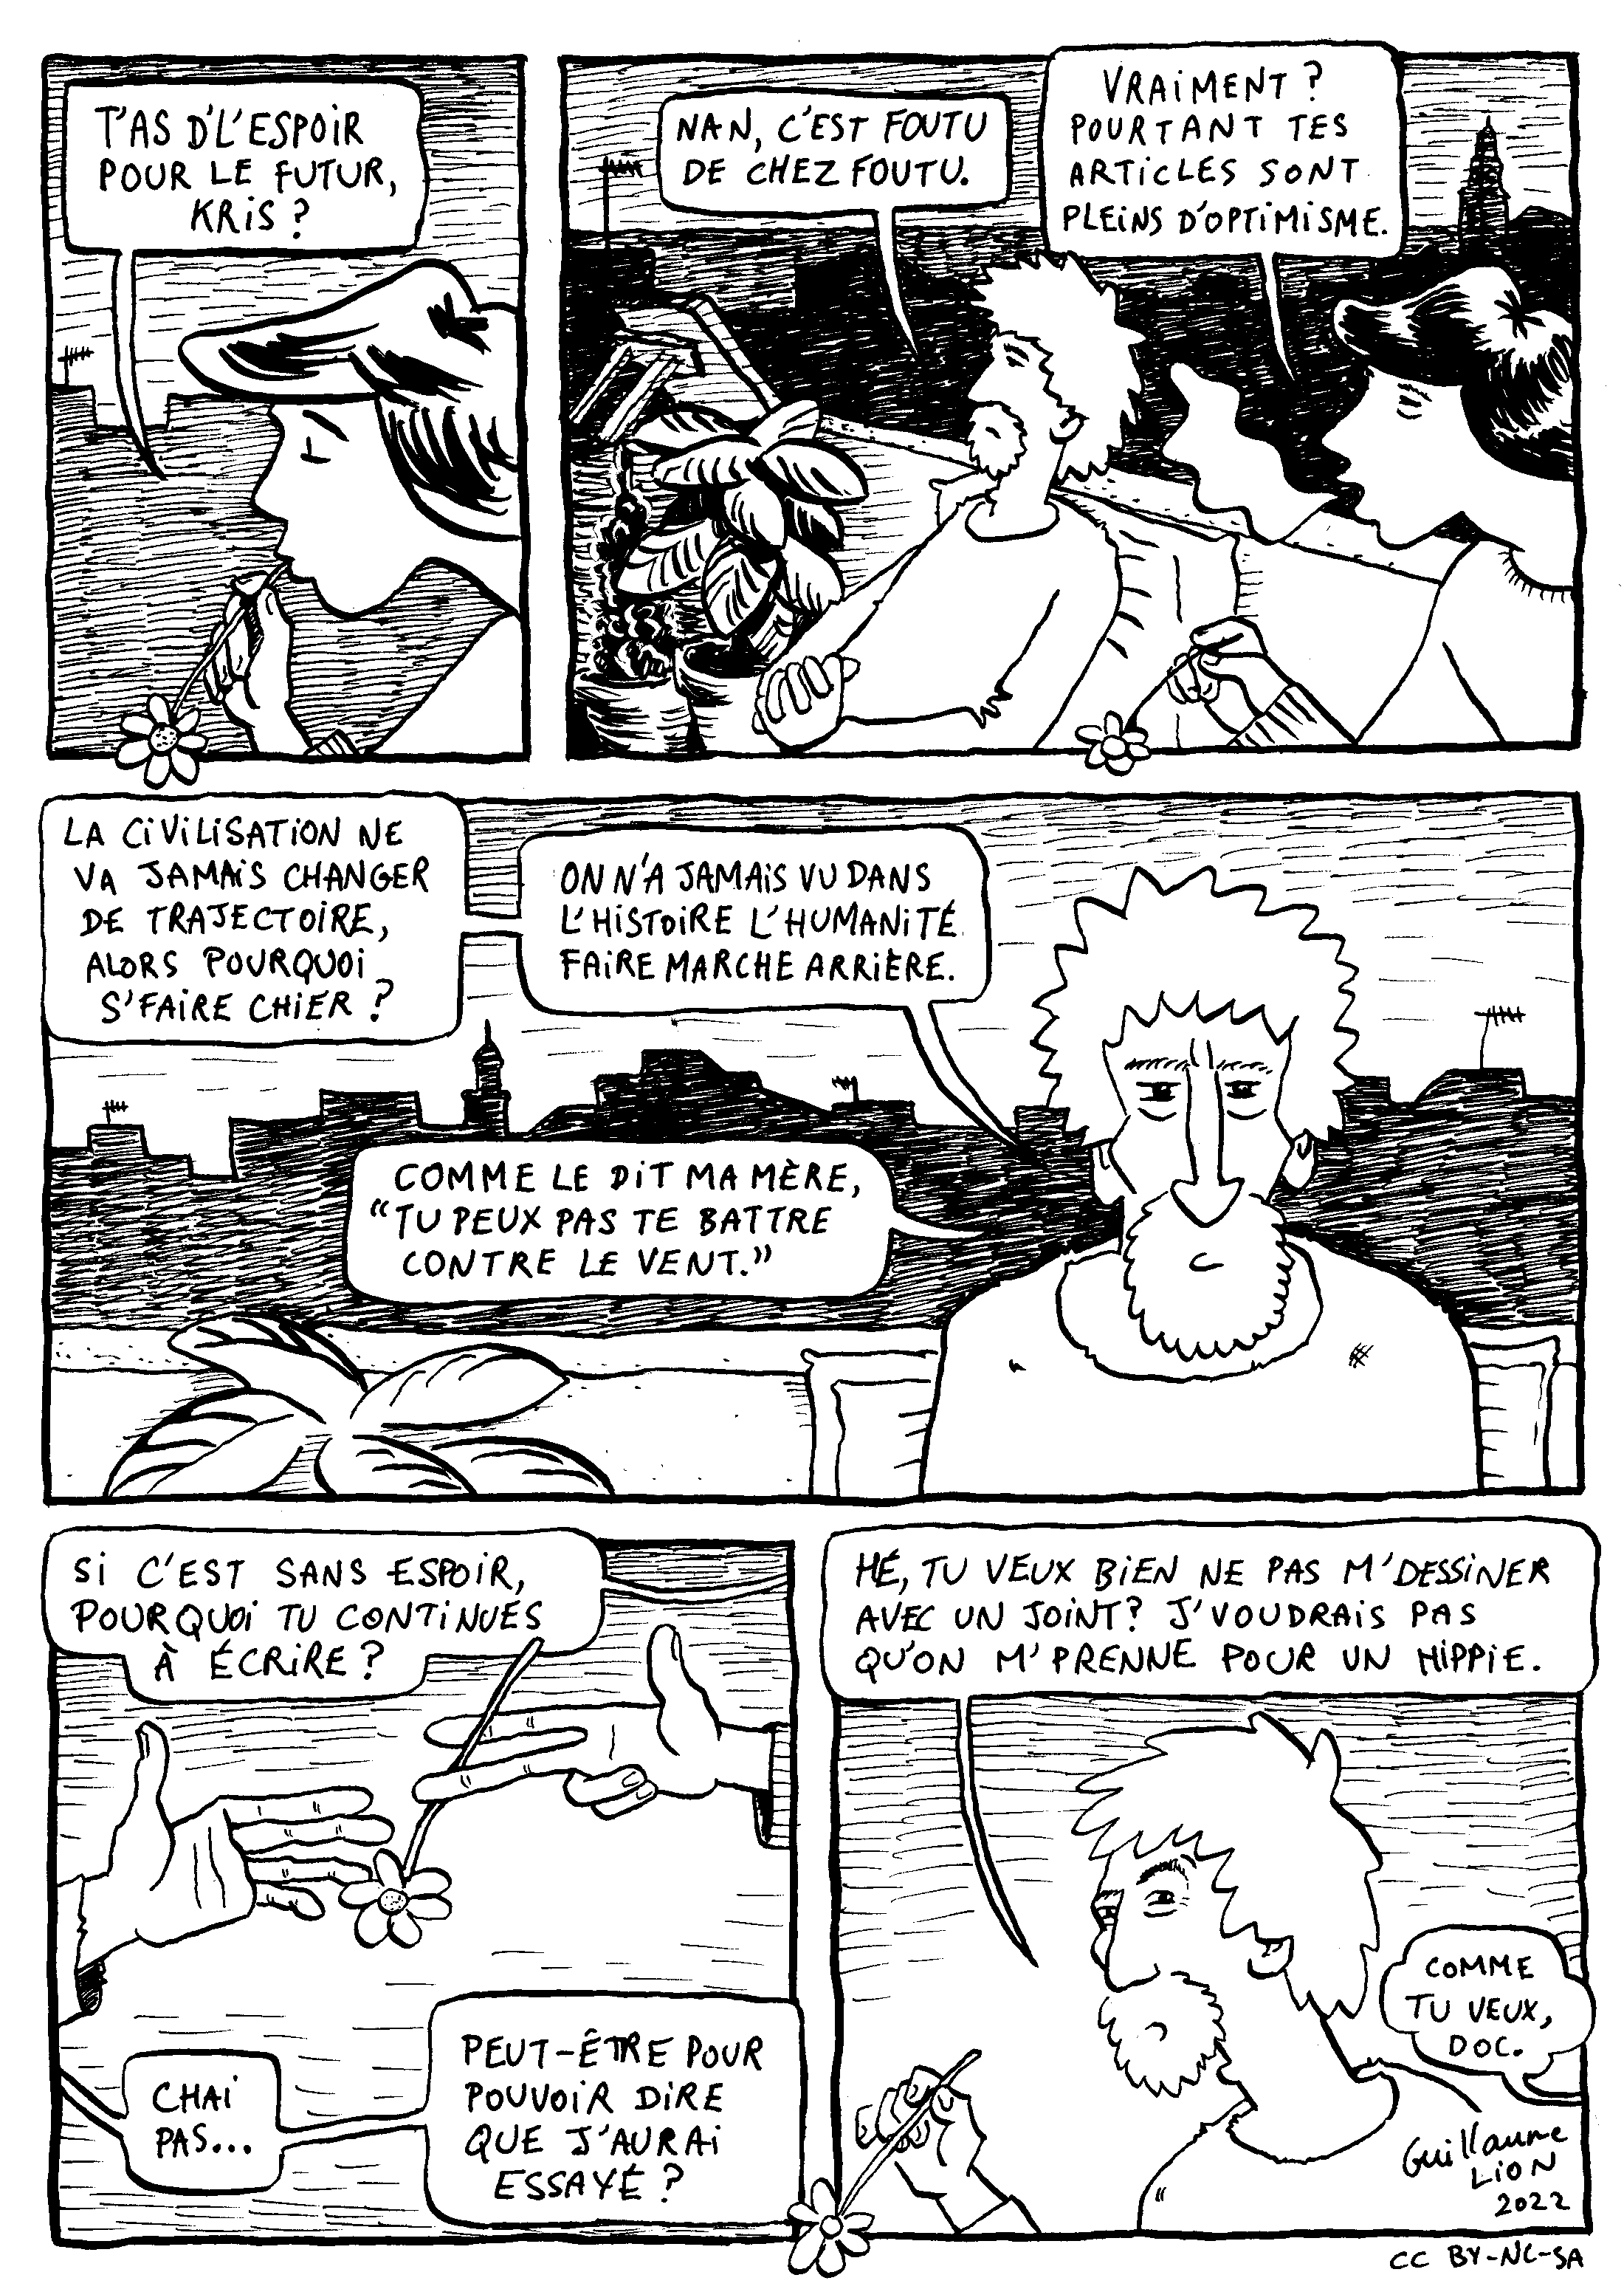 T'AS D'L'ESPOIR
POUR LE FUTUR,
KRIS ?
NAN, C'EST FOUTU
DE CHEZ FOUTU.
VRAIMENT ?
POURTANT TES
ARTICLES SONT
PLEINS D'OPTIMISME.
LA CIVILISATION NE
VA JAMAIS CHANGER
DE TRAJECTOIRE,
ALORS POURQUOI
S'FAIRE CHIER ?
ON N'A JAMAIS VU DANS
L'HISTOIRE L'HUMANITÉ
FAIRE MARCHE ARRIÈRE.
COMME LE DIT MA MÈRE,
“TU PEUX PAS TE BATTRE
CONTRE LE VENT.”
SI C'EST SANS ESPOIR,
POURQUOI TU CONTINUES
À ÉCRIRE ?
CHAI
PAS...
PEUT-ÊTRE POUR
POUVOIR DIRE
QUE J'AURAI
ESSAYÉ ?
HÉ, TU VEUX BIEN NE PAS M'DESSINER
AVEC UN JOINT ? J'VOUDRAIS PAS
QU'ON M'PRENNE POUR UN HIPPIE.
COMME
TU VEUX,
DOC.
Guillaume
LION
2022
CC BY-NC-SA